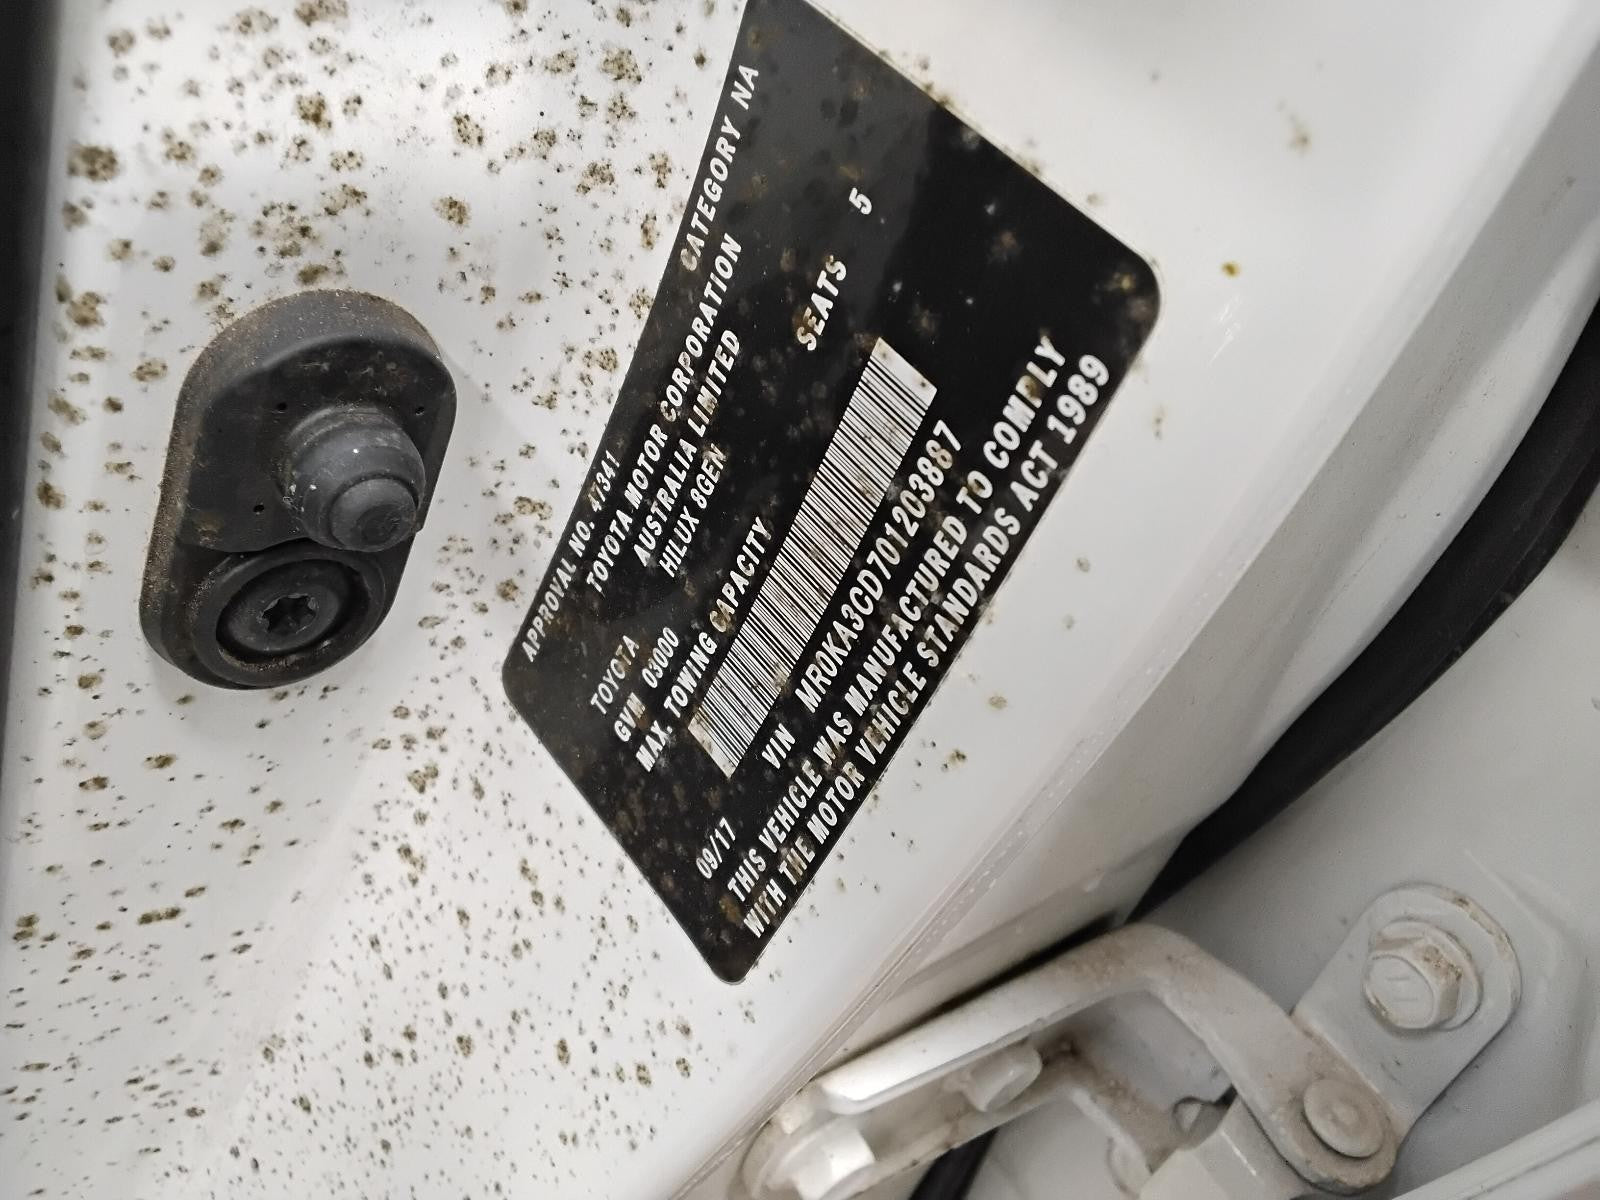 APPROVAL NO. 47341 CATEGORY NA
TOYOTA MOTOR CORPORATION
AUSTRALIA LIMITED
TOYOTA HILUX 8GEN
GVM 03000 SEATS 5
MAX. TOWING CAPACITY
VIN MR0KA3CD701203887
09/17
THIS VEHICLE WAS MANUFACTURED TO COMPLY
WITH THE MOTOR VEHICLE STANDARDS ACT 1989